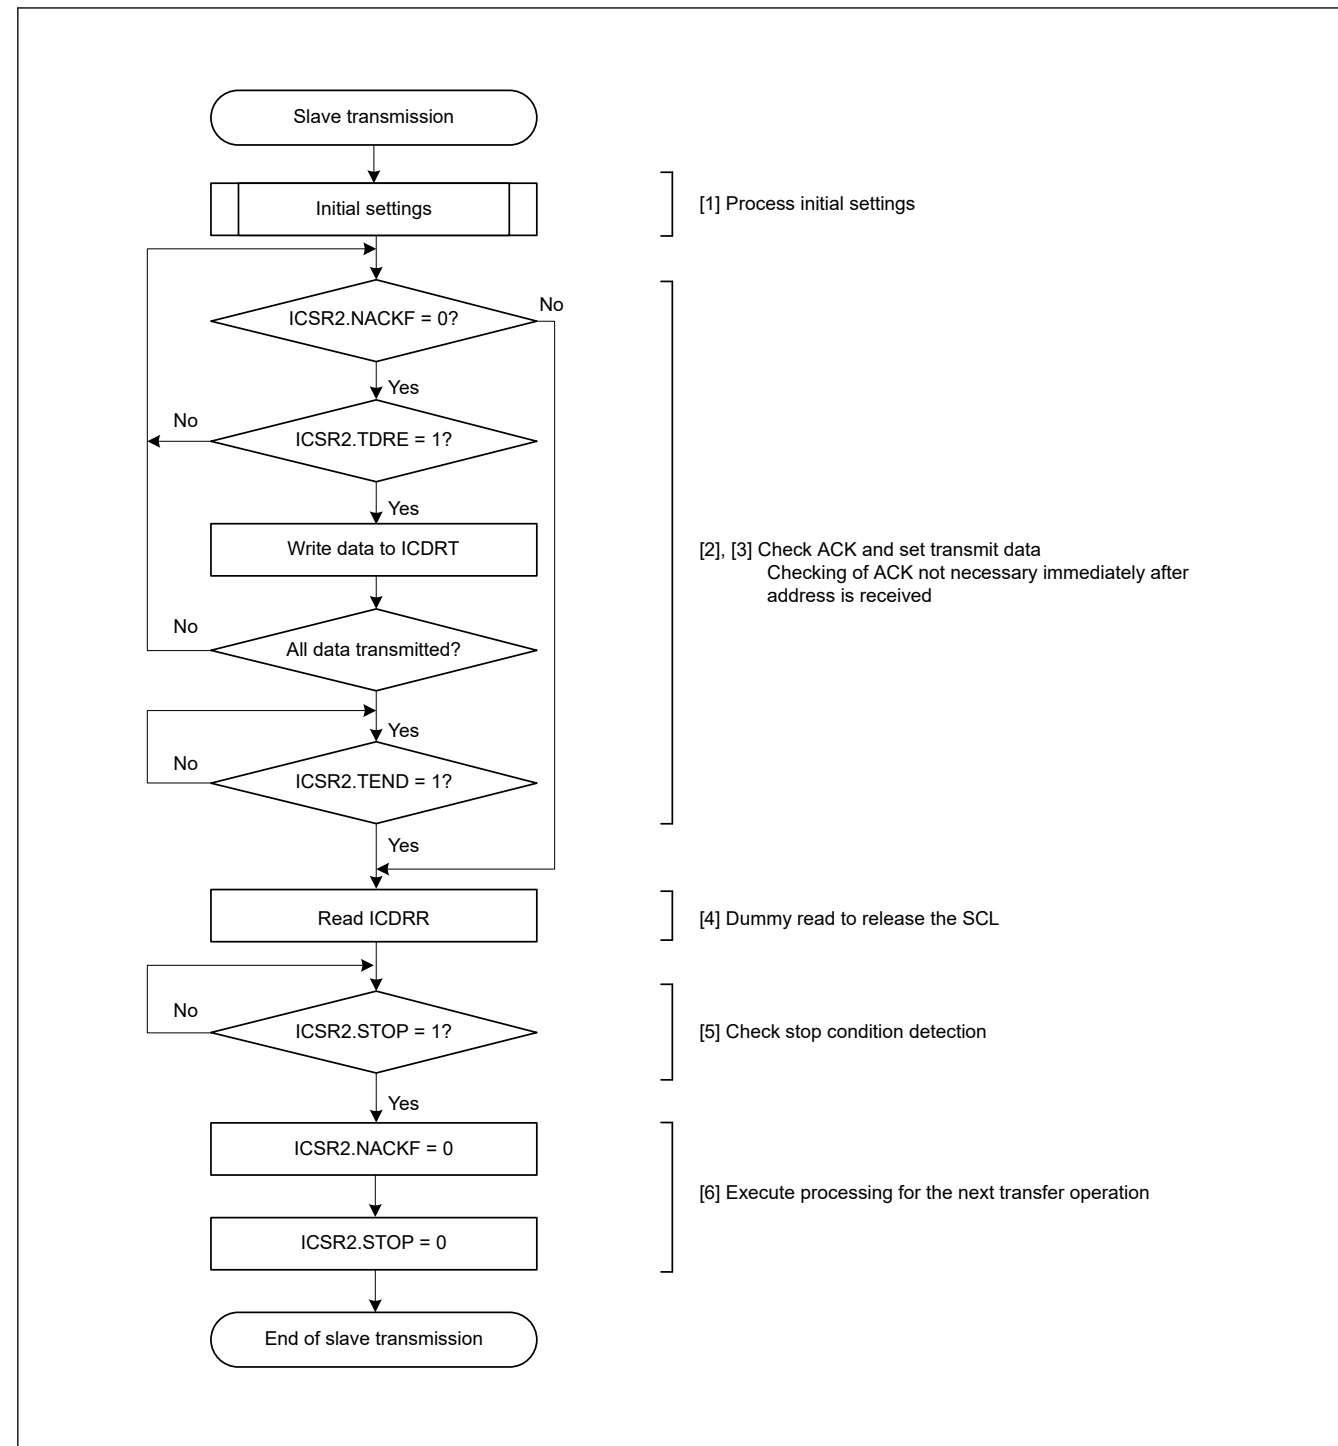 Slave transmission
Initial settings
[1] Process initial settings
ICSR2.NACKF = 0?
No
Yes
No
ICSR2.TDRE = 1?
Yes
Write data to ICDRT
[2], [3] Check ACK and set transmit data
Checking of ACK not necessary immediately after
address is received
No
All data transmitted?
Yes
No
ICSR2.TEND = 1?
Yes
Read ICDRR
[4] Dummy read to release the SCL
No
ICSR2.STOP = 1?
[5] Check stop condition detection
Yes
ICSR2.NACKF = 0
[6] Execute processing for the next transfer operation
ICSR2.STOP = 0
End of slave transmission